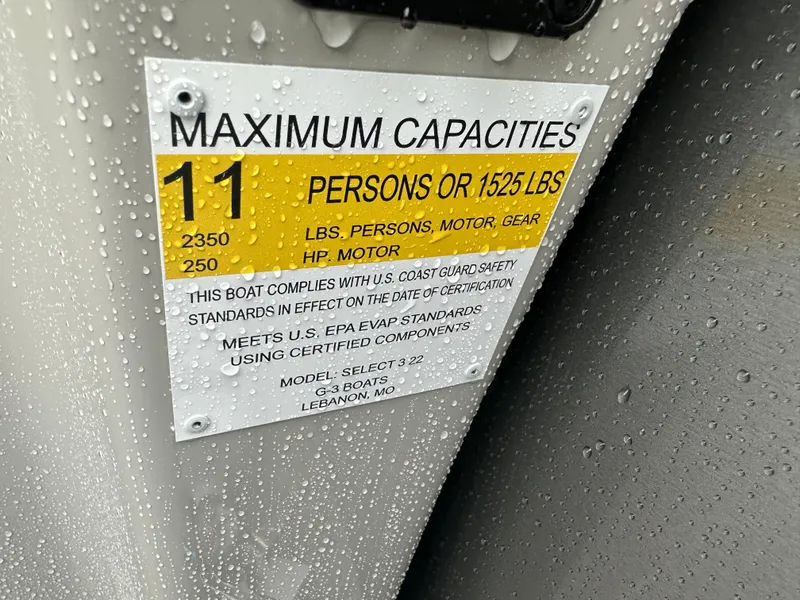 MAXIMUM CAPACITIES
11 PERSONS OR 1525 LBS
2350 LBS. PERSONS, MOTOR, GEAR
250 HP. MOTOR
THIS BOAT COMPLIES WITH U.S. COAST GUARD SAFETY
STANDARDS IN EFFECT ON THE DATE OF CERTIFICATION
MEETS U.S. EPA EVAP STANDARDS
USING CERTIFIED COMPONENTS
MODEL: SELECT 3 22
G-3 BOATS
LEBANON, MO